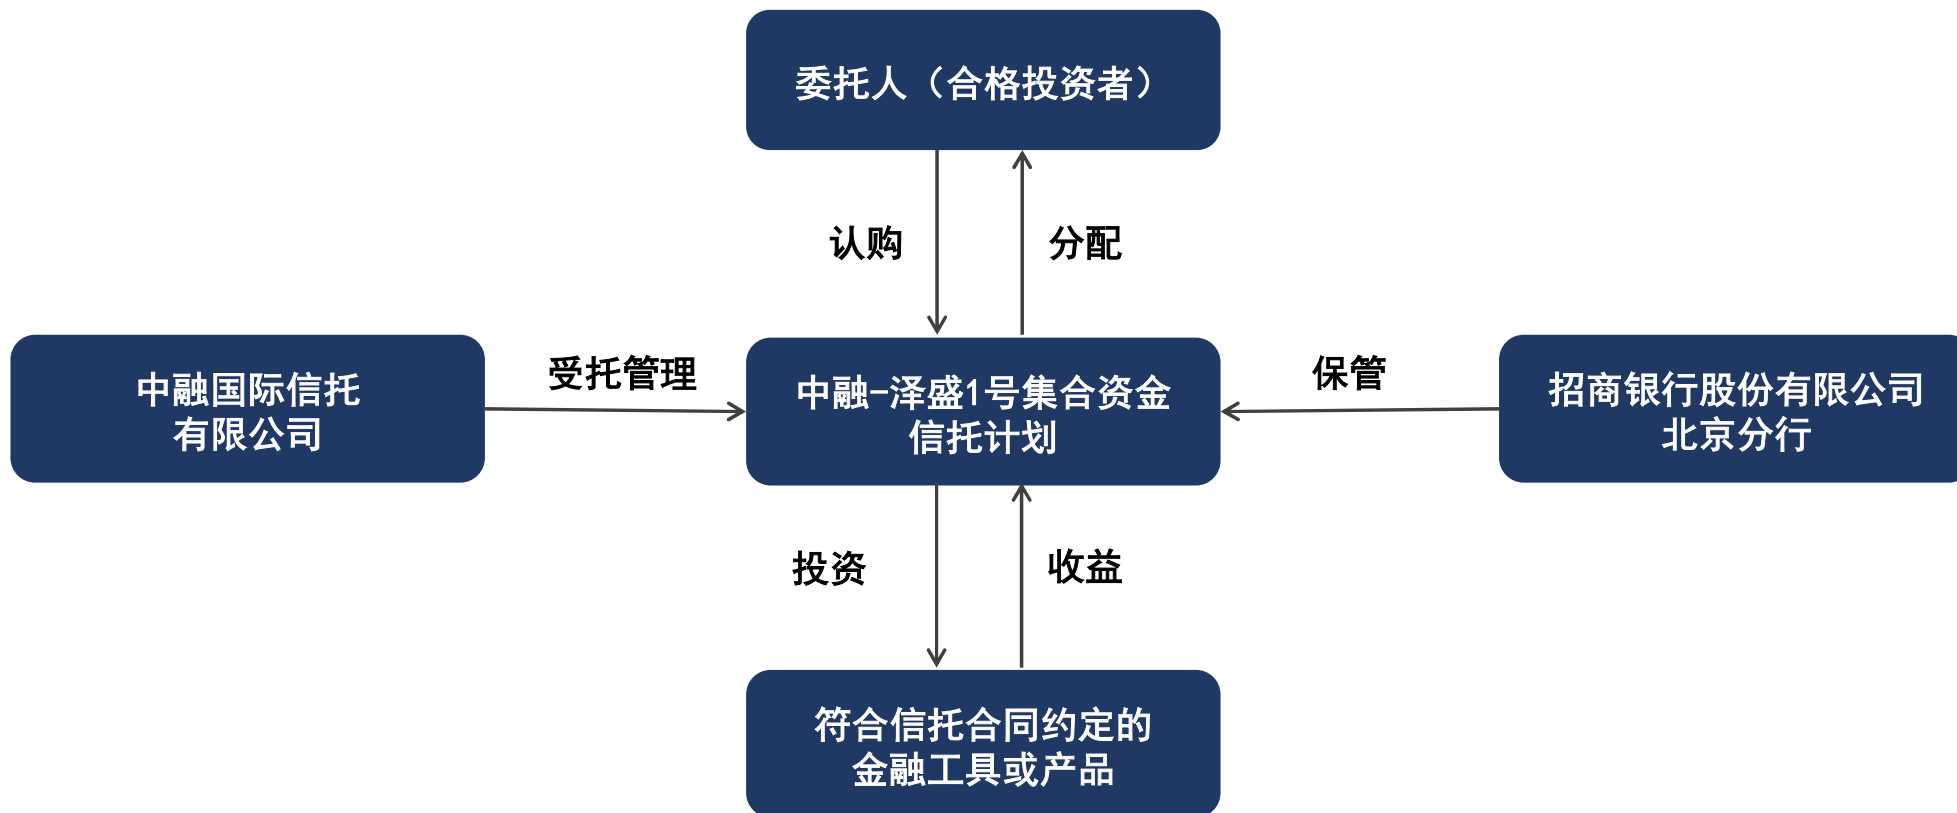 委托人（合格投资者）
认购
分配
中融国际信托
有限公司
受托管理
中融-泽盛1号集合资金
信托计划
保管
招商银行股份有限公司
北京分行
投资
收益
符合信托合同约定的
金融工具或产品